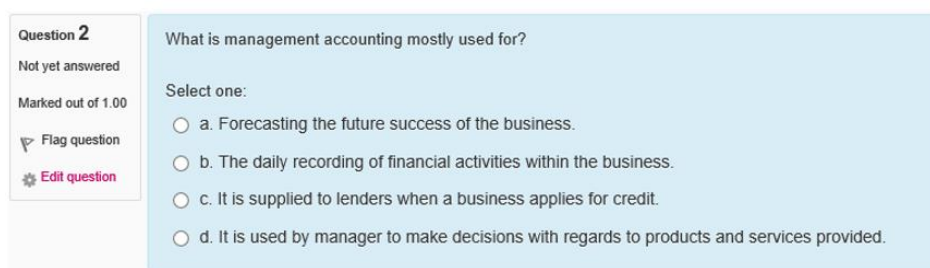 Question 2
Not yet answered
Marked out of 1.00
Flag question
Edit question
What is management accounting mostly used for?
Select one:
a. Forecasting the future success of the business.
b. The daily recording of financial activities within the business.
c. It is supplied to lenders when a business applies for credit.
d. It is used by manager to make decisions with regards to products and services provided.